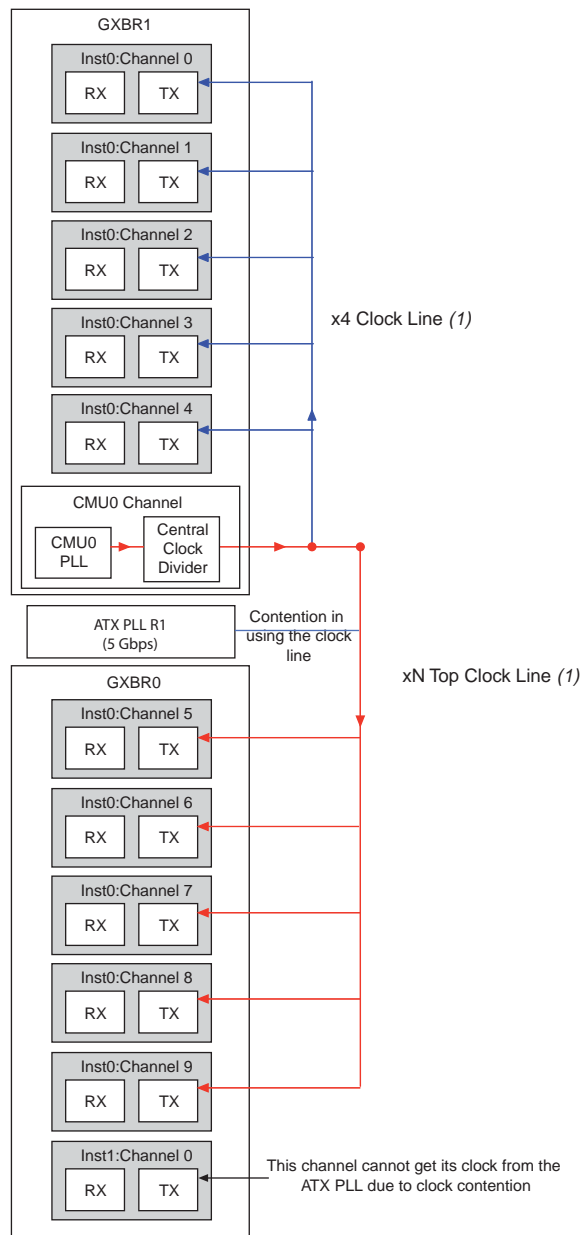 GXBR1
Inst0:Channel 0
RX
TX
Inst0:Channel 1
RX
TX
Inst0:Channel 2
RX
TX
x4 Clock Line (1)
Inst0:Channel 3
RX
TX
Inst0:Channel 4
RX
TX
CMU0 Channel
CMU0
PLL
Central
Clock
Divider
ATX PLL R1
(5 Gbps)
Contention in
using the clock
line
xN Top Clock Line (1)
GXBR0
Inst0:Channel 5
RX
TX
Inst0:Channel 6
RX
TX
Inst0:Channel 7
RX
TX
Inst0:Channel 8
RX
TX
Inst0:Channel 9
RX
TX
Inst1:Channel 0
RX
TX
This channel cannot get its clock from the
ATX PLL due to clock contention